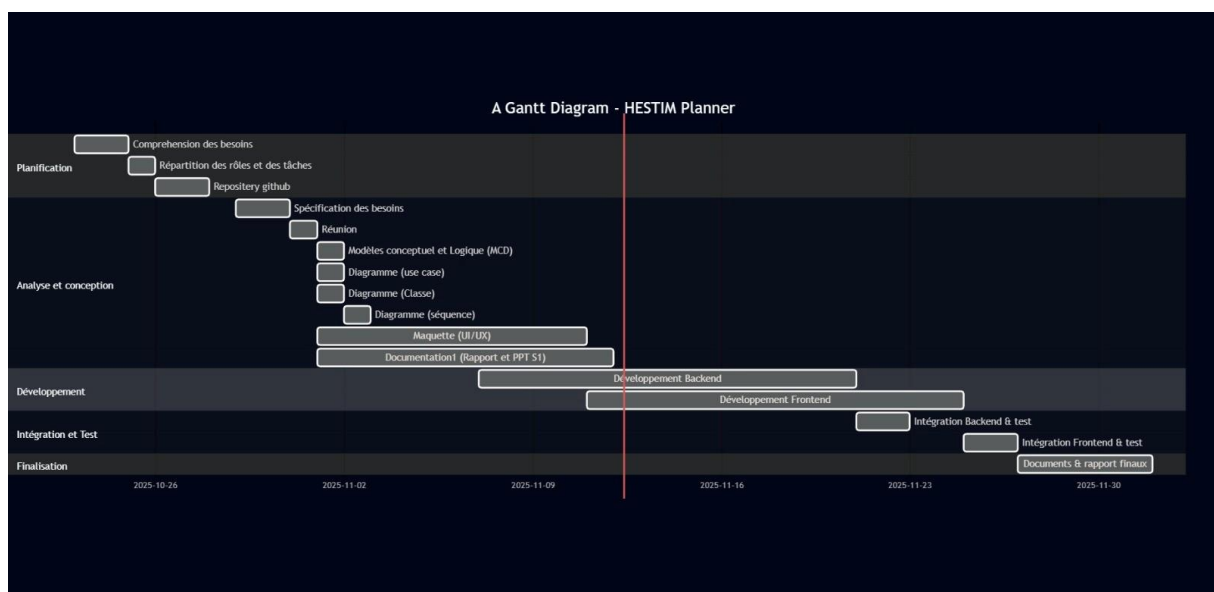 A Gantt Diagram - HESTIM Planner
Planification
Comprehension des besoins
Répartition des rôles et des tâches
Repositery github
Analyse et conception
Spécification des besoins
Réunion
Modèles conceptuel et Logique (MCD)
Diagramme (use case)
Diagramme (Classe)
Diagramme (séquence)
Maquette (UI/UX)
Documentation1 (Rapport et PPT S1)
Développement
Développement Backend
Développement Frontend
Intégration et Test
Intégration Backend & test
Intégration Frontend & test
Finalisation
Documents & rapport finaux
2025-10-26 2025-11-02 2025-11-09 2025-11-16 2025-11-23 2025-11-30